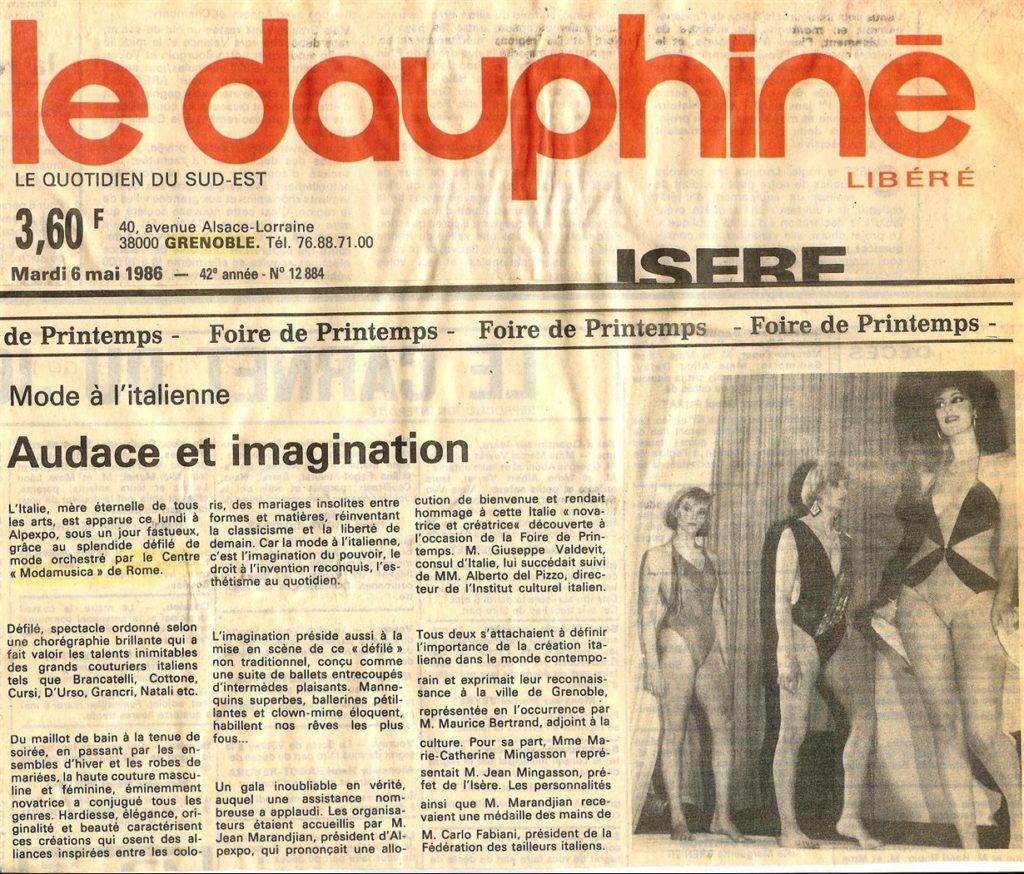 le dauphinē
LIBÉRÉ
LE QUOTIDIEN DU SUD-EST
3,60 F
40, avenue Alsace-Lorraine
38000 GRENOBLE. Tél. 76.88.71.00
Mardi 6 mai 1986 — 42e année - N° 12 884
ISERE
de Printemps - Foire de Printemps - Foire de Printemps - Foire de Printemps -
Mode à l'italienne
Audace et imagination
L'Italie, mère éternelle de tous
les arts, est apparue ce lundi à
Alpexpo, sous un jour fastueux,
grâce au splendide défilé de
mode orchestré par le Centre
« Modamusica » de Rome.
Défilé, spectacle ordonné selon
une chorégraphie brillante qui a
fait valoir les talents inimitables
des grands couturiers italiens
tels que Brancatelli, Cottone,
Cursi, D'Urso, Grancri, Natali etc.
Du maillot de bain à la tenue de
soirée, en passant par les en-
sembles d'hiver et les robes de
mariées, la haute couture mascu-
line et féminine, éminemment
novatrice a conjugué tous les
genres. Hardiesse, élégance, ori-
ginalité et beauté caractérisent
ces créations qui osent des al-
liances inspirées entre les colo-
ris, des mariages insolites entre
formes et matières, réinventant
le classicisme et la liberté de
demain. Car la mode à l'italienne,
c'est l'imagination du pouvoir, le
droit à l'invention reconquis, l'es-
thétisme au quotidien.
L'imagination préside aussi à la
mise en scène de ce « défilé »
non traditionnel, conçu comme
une suite de ballets entrecoupés
d'intermèdes plaisants. Manne-
quins superbes, ballerines pétil-
lantes et clown-mime éloquent,
habillent nos rêves les plus
fous...
Un gala inoubliable en vérité,
auquel une assistance nom-
breuse a applaudi. Les organisa-
teurs étaient accueillis par M.
Jean Marandjian, président d'Al-
pexpo, qui prononçait une allo-
cution de bienvenue et rendait
hommage à cette Italie « nova-
trice et créatrice« découverte à
l'occasion de la Foire de Prin-
temps. M. Giuseppe Valdevit,
consul d'Italie, lui succédait suivi
de MM. Alberto del Pizzo, direc-
teur de l'Institut culturel italien.
Tous deux s'attachaient à définir
l'importance de la création ita-
lienne dans le monde contempo-
rain et exprimait leur reconnais-
sance à la ville de Grenoble,
représentée en l'occurrence par
M. Maurice Bertrand, adjoint à la
culture. Pour sa part, Mme Ma-
rie-Catherine Mingasson repré-
sentait M. Jean Mingasson, pré-
fet de l'Isère. Les personnalités
ainsi que M. Marandjian rece-
vaient une médaille des mains de
M. Carlo Fabiani, président de la
Fédération des tailleurs italiens.